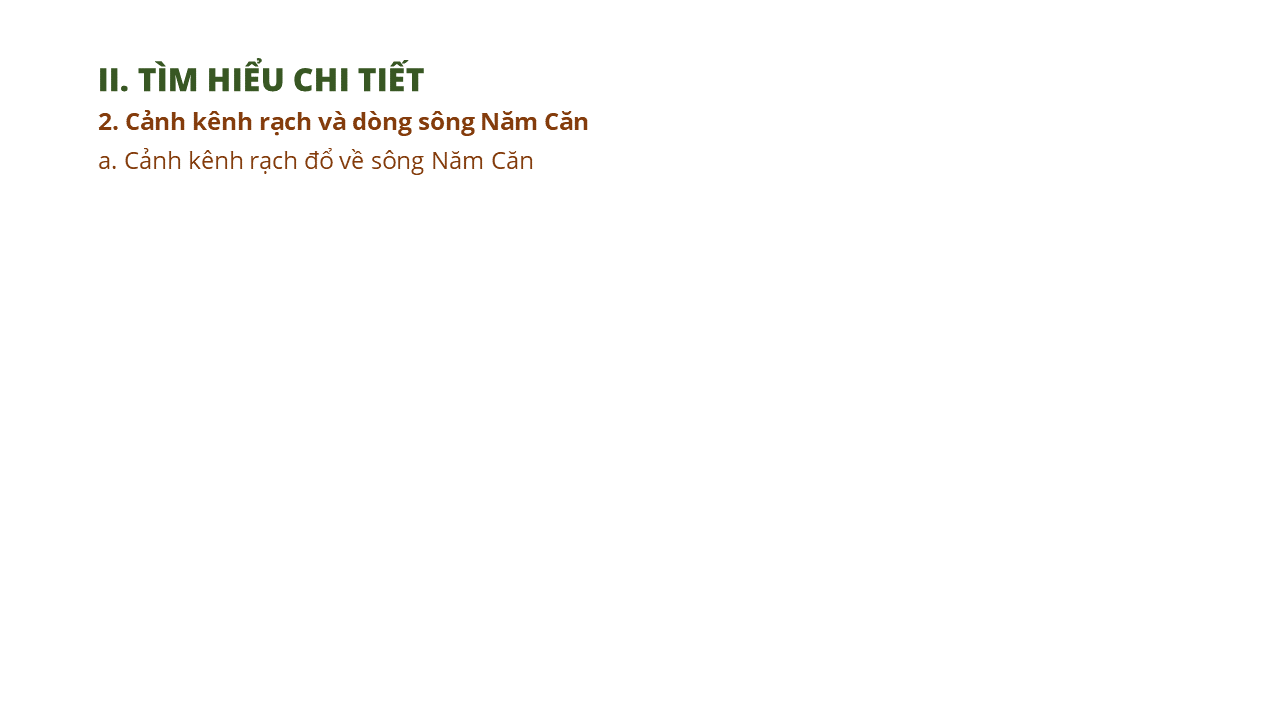 II. TÌM HIỂU CHI TIẾT
2. Cảnh kênh rạch và dòng sông Năm Căn
a. Cảnh kênh rạch đổ về sông Năm Căn